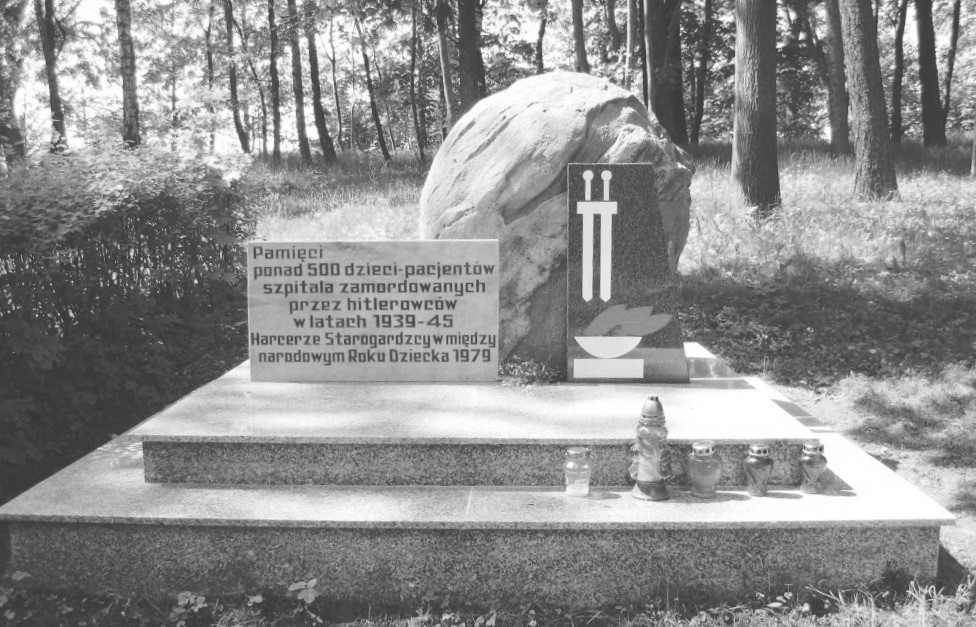 Pamięci
ponad 500 dzieci-pacjentów
szpitala zamordowanych
przez hitlerowców
w latach 1939-45
Harcerze Starogardzcy w między
narodowym Roku Dziecka 1979